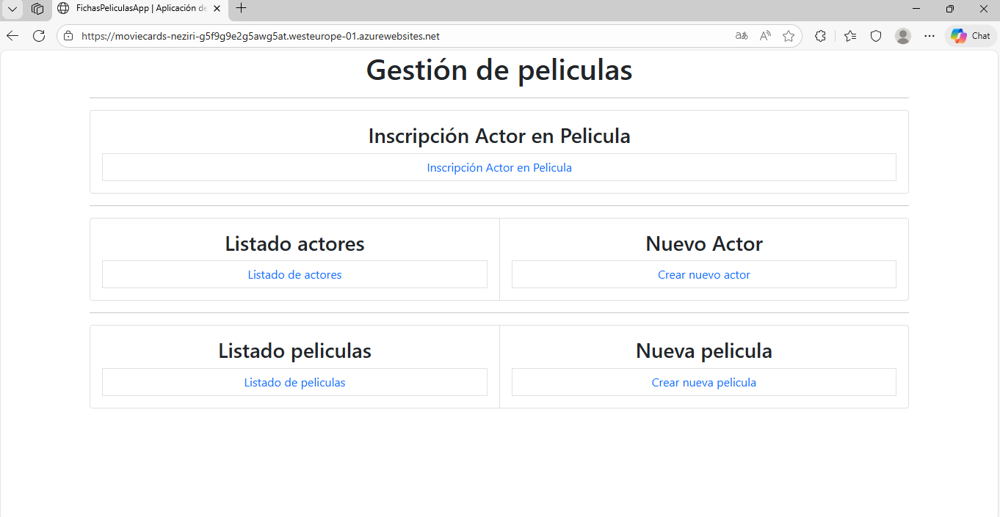 FichasPeliculasApp | Aplicación de
https://moviecards-neziri-g5f9g9e2g5awg5at.westeurope-01.azurewebsites.net
aあ
Chat
Gestión de peliculas
Inscripción Actor en Pelicula
Inscripción Actor en Pelicula
Listado actores
Nuevo Actor
Listado de actores
Crear nuevo actor
Listado peliculas
Nueva pelicula
Listado de peliculas
Crear nueva pelicula